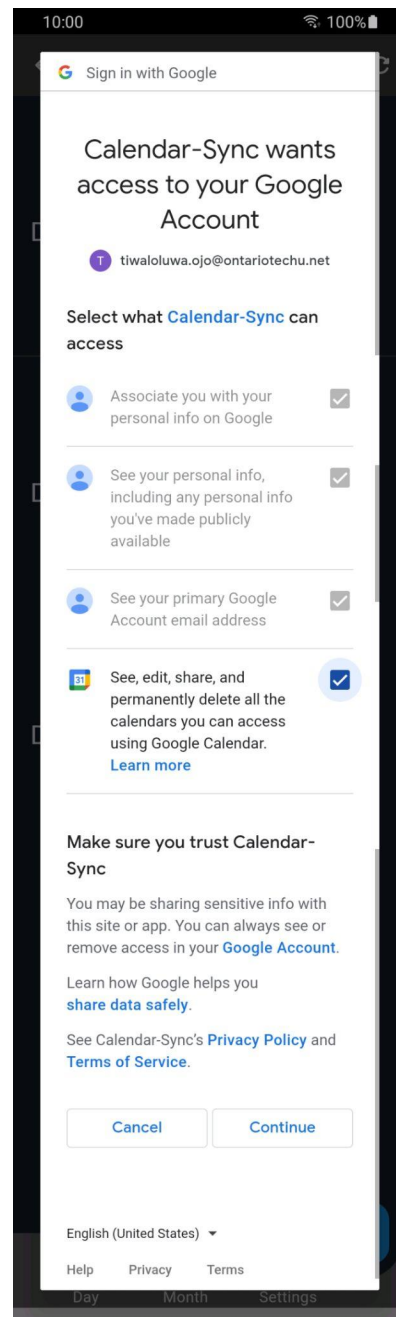 10:00 100%
Sign in with Google
Calendar-Sync wants
access to your Google
Account
T tiwaloluwa.ojo@ontariotechu.net
Select what Calendar-Sync can
access
Associate you with your
personal info on Google
See your personal info,
including any personal info
you've made publicly
available
See your primary Google
Account email address
31
See, edit, share, and
permanently delete all the
calendars you can access
using Google Calendar.
Learn more
Make sure you trust Calendar-
Sync
You may be sharing sensitive info with
this site or app. You can always see or
remove access in your Google Account.
Learn how Google helps you
share data safely.
See Calendar-Sync's Privacy Policy and
Terms of Service.
Cancel Continue
English (United States)
Help Privacy Terms
Day Month Settings